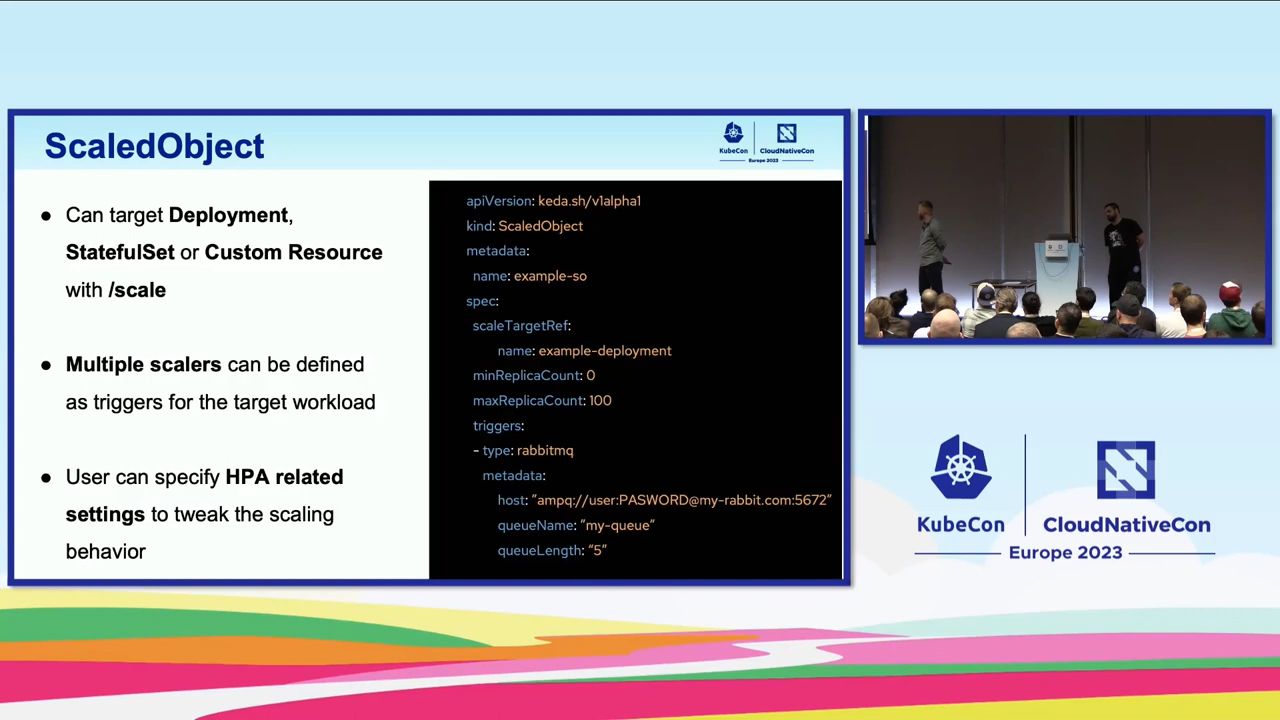 ScaledObject
KubeCon
CloudNativeCon
Europe 2023
● Can target Deployment,
StatefulSet or Custom Resource
with /scale
● Multiple scalers can be defined
as triggers for the target workload
● User can specify HPA related
settings to tweak the scaling
behavior
apiVersion: keda.sh/v1alpha1
kind: ScaledObject
metadata:
name: example-so
spec:
scaleTargetRef:
name: example-deployment
minReplicaCount: 0
maxReplicaCount: 100
triggers:
- type: rabbitmq
metadata:
host: "ampq://user:PASWORD@my-rabbit.com:5672"
queueName: "my-queue"
queueLength: "5"
KubeCon
CloudNativeCon
Europe 2023